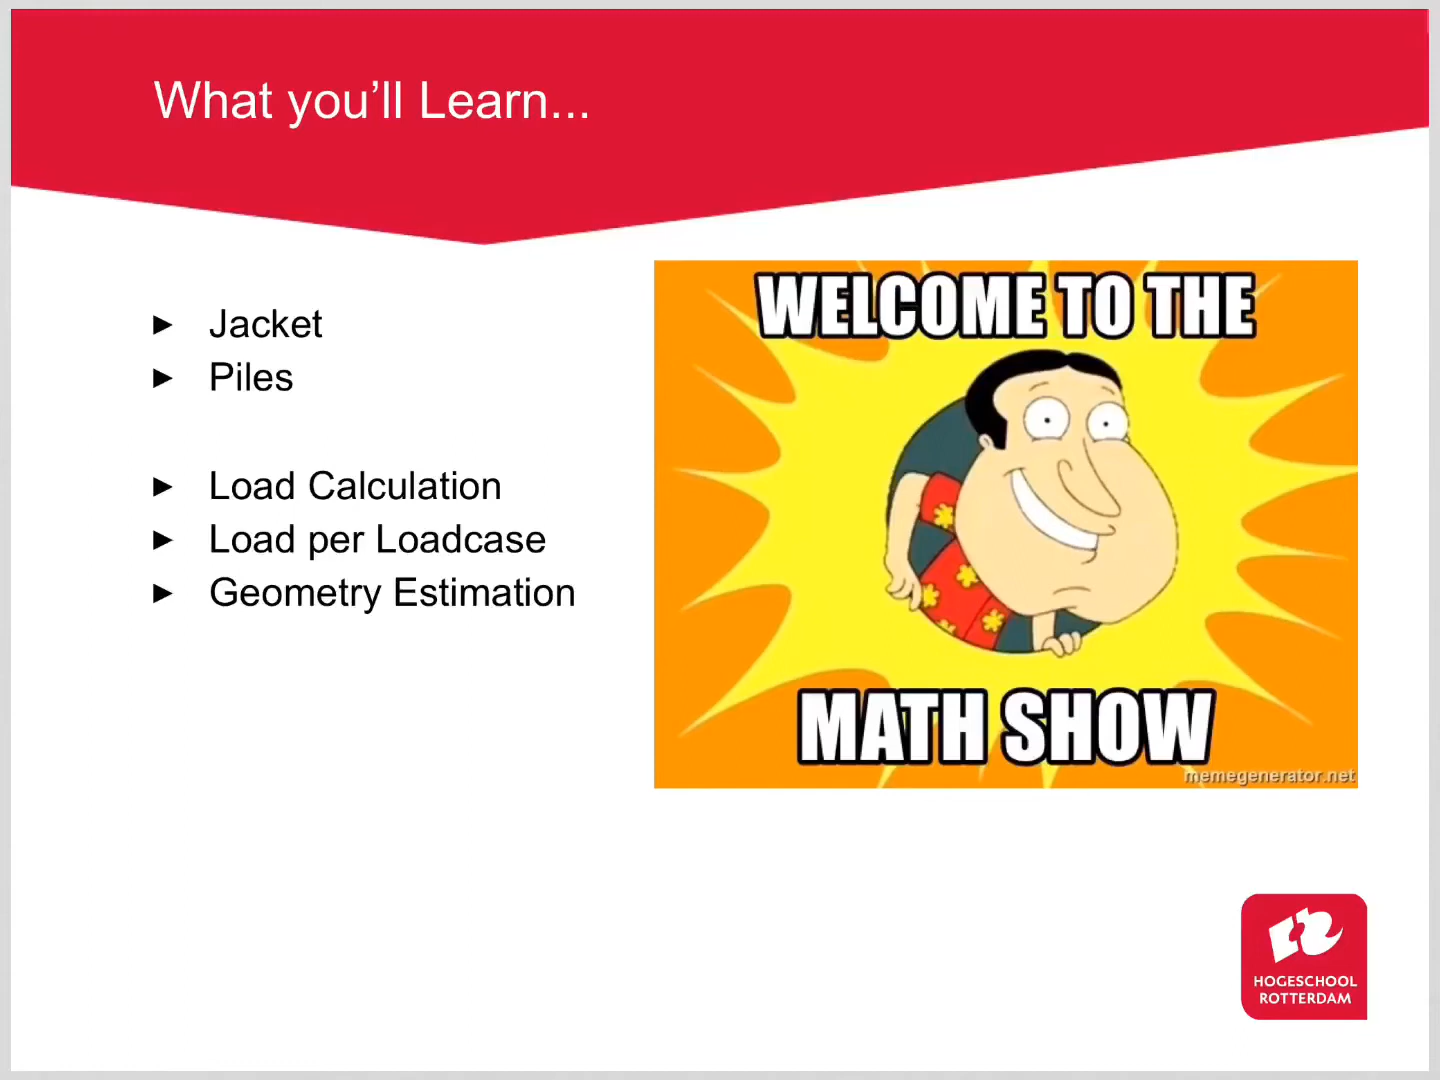 What you’ll Learn...
► Jacket
► Piles
► Load Calculation
► Load per Loadcase
► Geometry Estimation
WELCOME TO THE
MATH SHOW
memegenerator.net
HOGESCHOOL
ROTTERDAM